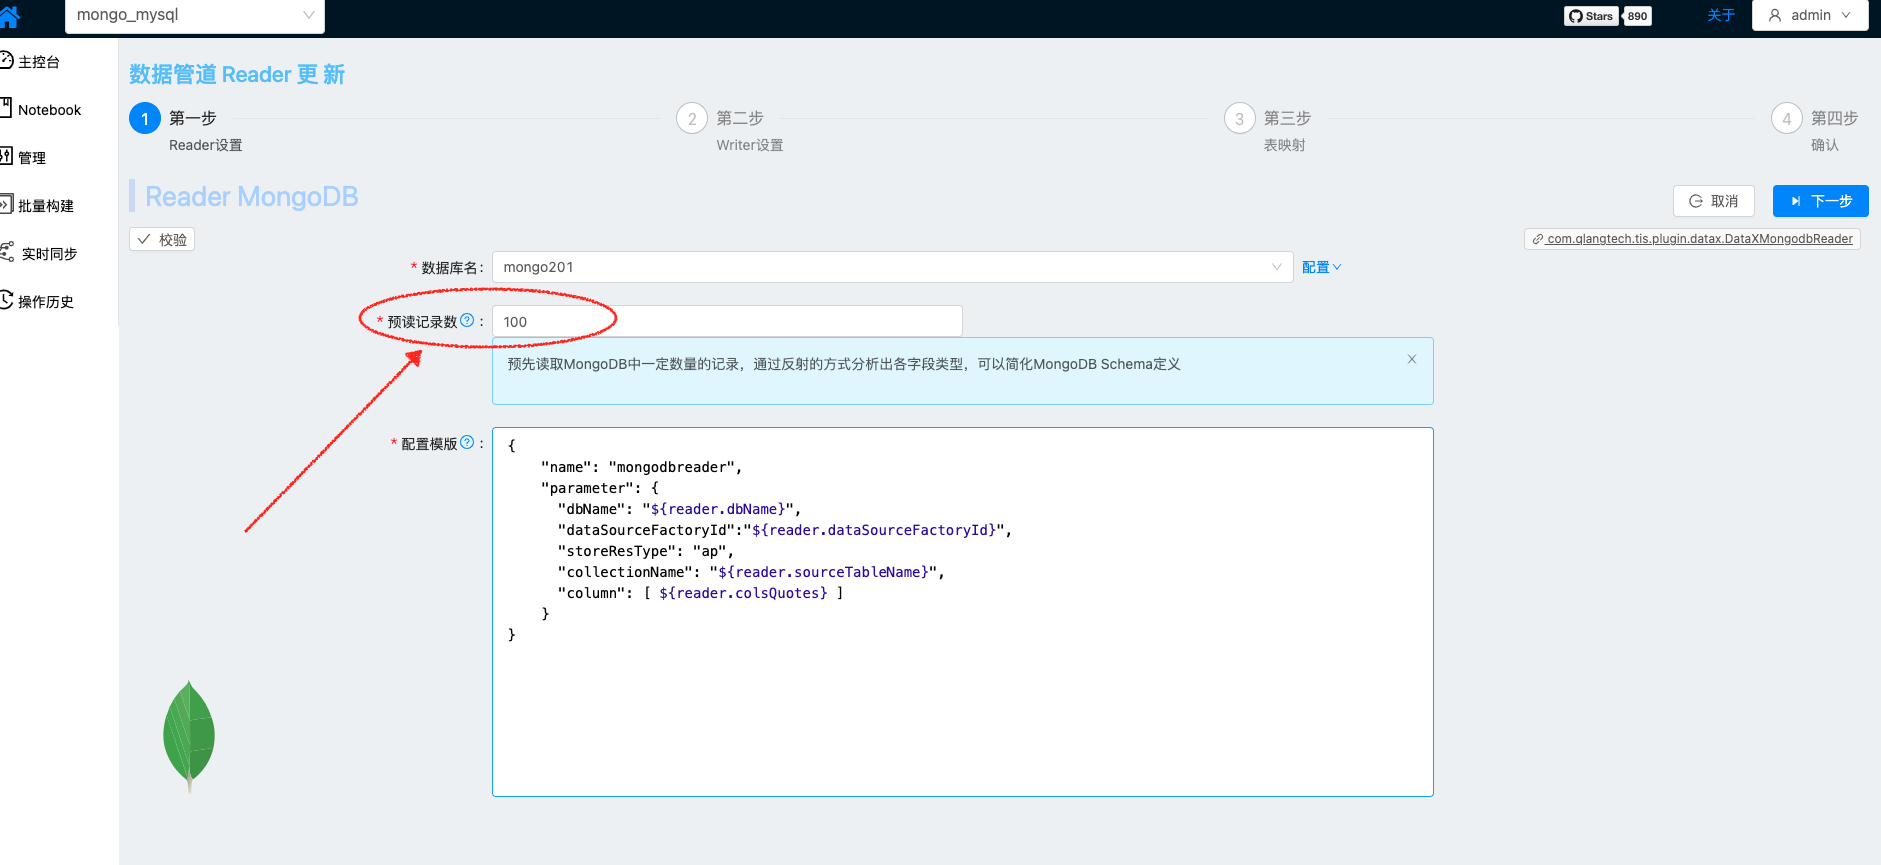 mongo_mysql
Stars 890
关于
admin
主控台
Notebook
管理
批量构建
实时同步
操作历史
数据管道 Reader 更 新
1 第一步
Reader设置
2 第二步
Writer设置
3 第三步
表映射
4 第四步
确认
Reader MongoDB
取消
下一步
校验
com.qlangtech.tis.plugin.datax.DataXMongodbReader
* 数据库名: mongo201 配置
* 预读记录数 ? : 100
预先读取MongoDB中一定数量的记录，通过反射的方式分析出各字段类型，可以简化MongoDB Schema定义
* 配置模版 ? :
{
"name": "mongodbreader",
"parameter": {
"dbName": "${reader.dbName}",
"dataSourceFactoryId":"${reader.dataSourceFactoryId}",
"storeResType": "ap",
"collectionName": "${reader.sourceTableName}",
"column": [ ${reader.colsQuotes} ]
}
}